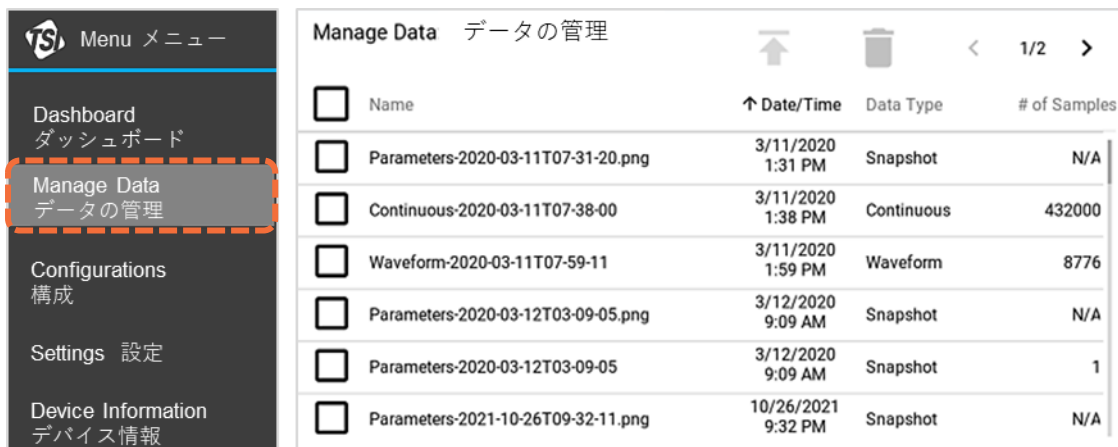 TSI Menu メニュー
Dashboard
ダッシュボード
Manage Data
データの管理
Configurations
構成
Settings 設定
Device Information
デバイス情報
Manage Data データの管理
1/2
Name ↑ Date/Time Data Type # of Samples
Parameters-2020-03-11T07-31-20.png 3/11/2020 1:31 PM Snapshot N/A
Continuous-2020-03-11T07-38-00 3/11/2020 1:38 PM Continuous 432000
Waveform-2020-03-11T07-59-11 3/11/2020 1:59 PM Waveform 8776
Parameters-2020-03-12T03-09-05.png 3/12/2020 9:09 AM Snapshot N/A
Parameters-2020-03-12T03-09-05 3/12/2020 9:09 AM Snapshot 1
Parameters-2021-10-26T09-32-11.png 10/26/2021 9:32 PM Snapshot N/A